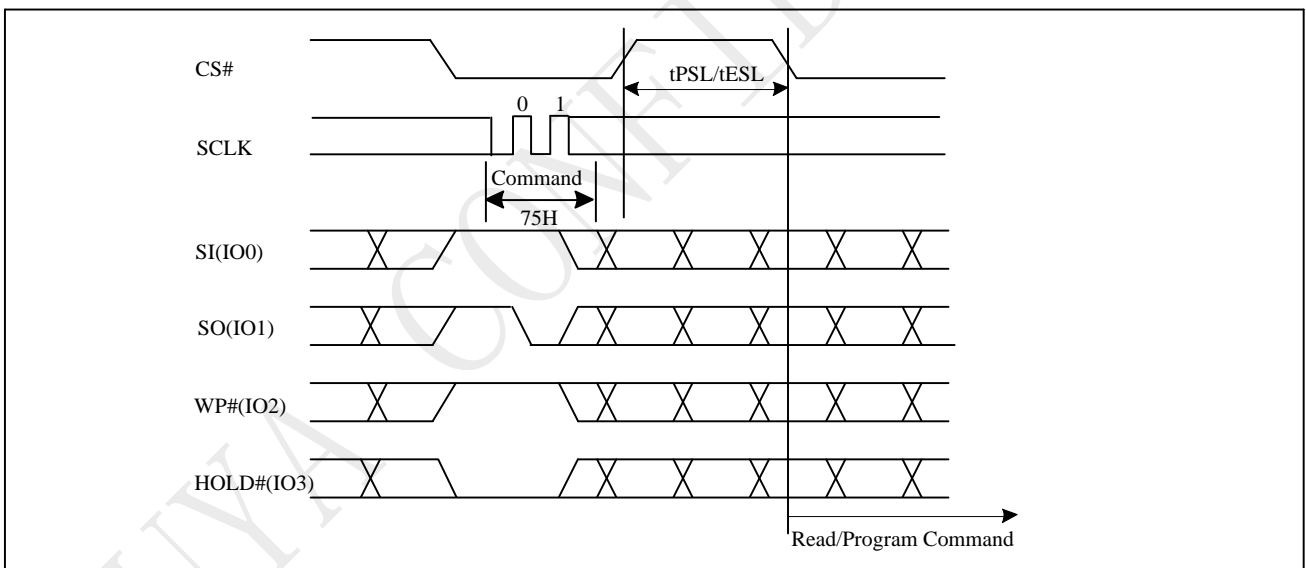 CS#
tPSL/tESL
0 1
SCLK
Command
75H
SI(IO0)
SO(IO1)
WP#(IO2)
HOLD#(IO3)
Read/Program Command